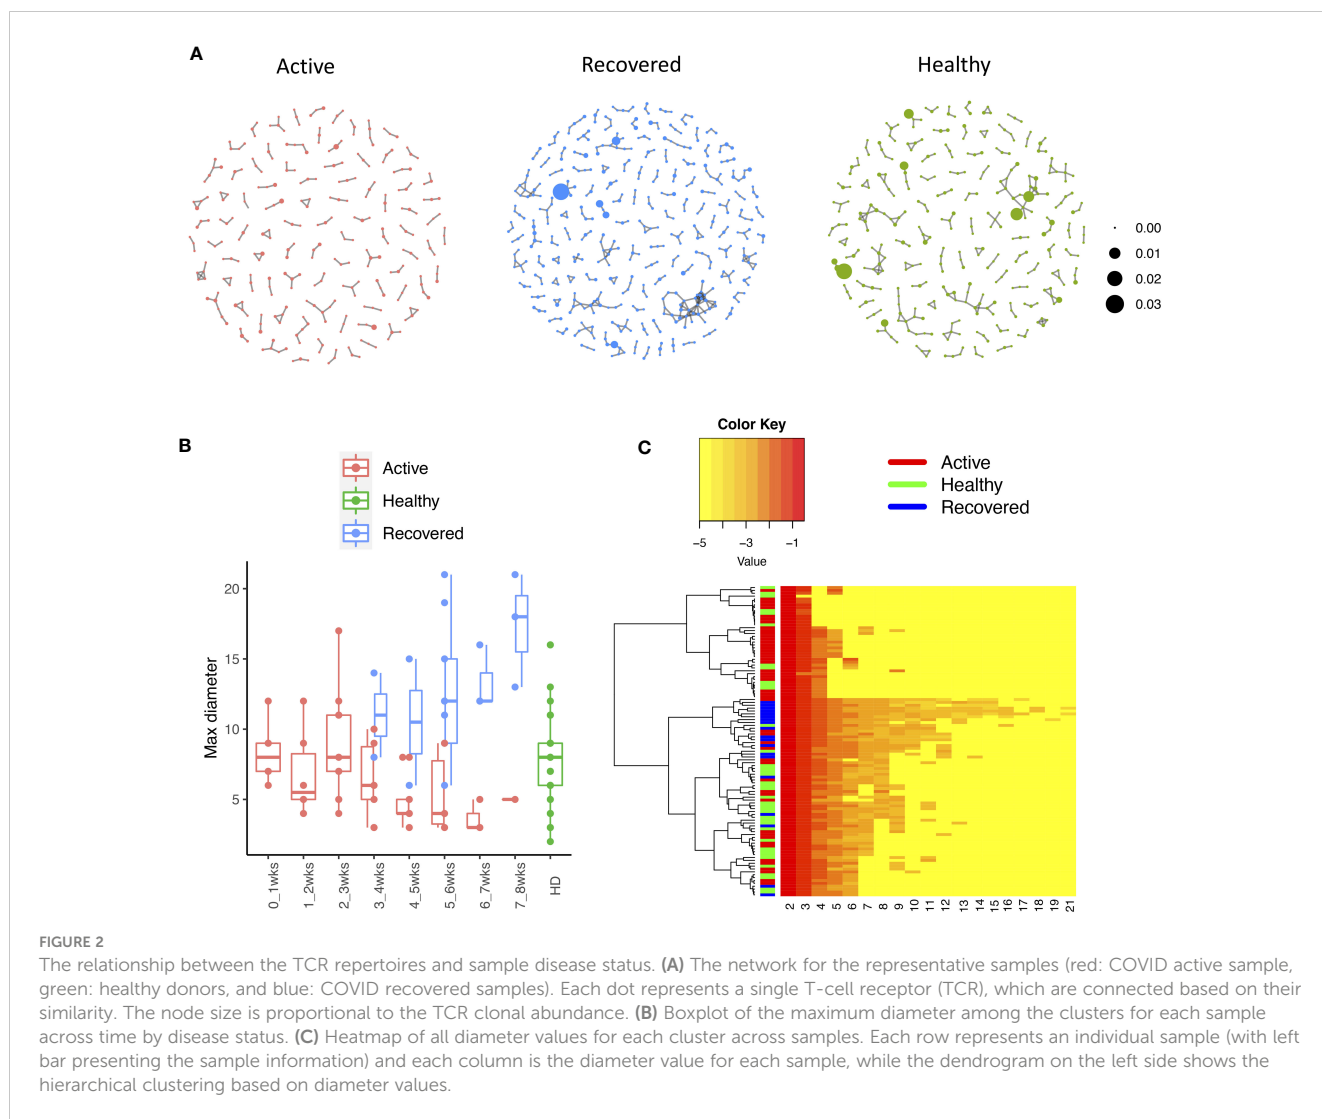 A
Active
Recovered
Healthy
0.00
0.01
0.02
0.03
B
Active
Healthy
Recovered
Max diameter
20
15
10
5
0_1wks
1_2wks
2_3wks
3_4wks
4_5wks
5_6wks
6_7wks
7_8wks
HD
C
Color Key
−5
−3
−1
Value
Active
Healthy
Recovered
2
3
4
5
6
7
8
9
10
11
12
13
14
15
16
17
18
19
21
FIGURE 2
The relationship between the TCR repertoires and sample disease status. (A) The network for the representative samples (red: COVID active sample,
green: healthy donors, and blue: COVID recovered samples). Each dot represents a single T-cell receptor (TCR), which are connected based on their
similarity. The node size is proportional to the TCR clonal abundance. (B) Boxplot of the maximum diameter among the clusters for each sample
across time by disease status. (C) Heatmap of all diameter values for each cluster across samples. Each row represents an individual sample (with left
bar presenting the sample information) and each column is the diameter value for each sample, while the dendrogram on the left side shows the
hierarchical clustering based on diameter values.